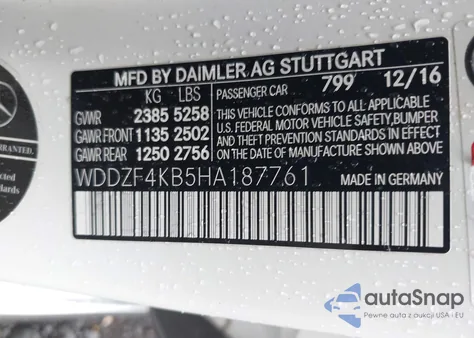 MFD BY DAIMLER AG STUTTGART
KG LBS PASSENGER CAR 799 12/16
GVWR 2385 5258
GAWR FRONT 1135 2502
GAWR REAR 1250 2756
THIS VEHICLE CONFORMS TO ALL APPLICABLE
U.S. FEDERAL MOTOR VEHICLE SAFETY, BUMPER
AND THEFT PREVENTION STANDARDS IN EFFECT
ON THE DATE OF MANUFACTURE SHOWN ABOVE.
WDDZF4KB5HA187761 MADE IN GERMANY
autaSnap
Pewne auta z aukcji USA i EU